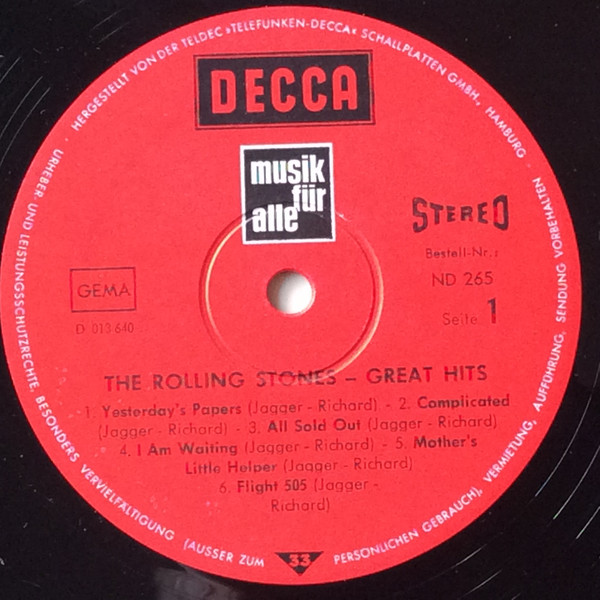 HERGESTELLT VON DER TELDEC »TELEFUNKEN-DECCA« SCHALLPLATTEN GMBH., HAMBURG
DECCA
musik
für
alle
STEREO
Bestell-Nr.:
ND 265
Seite 1
GEMA
D 013 640
THE ROLLING STONES – GREAT HITS
1. Yesterday's Papers (Jagger - Richard) - 2. Complicated
(Jagger - Richard) - 3. All Sold Out (Jagger - Richard)
4. I Am Waiting (Jagger - Richard) - 5. Mother's
Little Helper (Jagger - Richard)
6. Flight 505 (Jagger -
Richard)
33
URHEBER- UND LEISTUNGSSCHUTZRECHTE, BESONDERS VERVIELFÄLTIGUNG (AUSSER ZUM PERSÖNLICHEN GEBRAUCH), VERMIETUNG, AUFFÜHRUNG, SENDUNG VORBEHALTEN